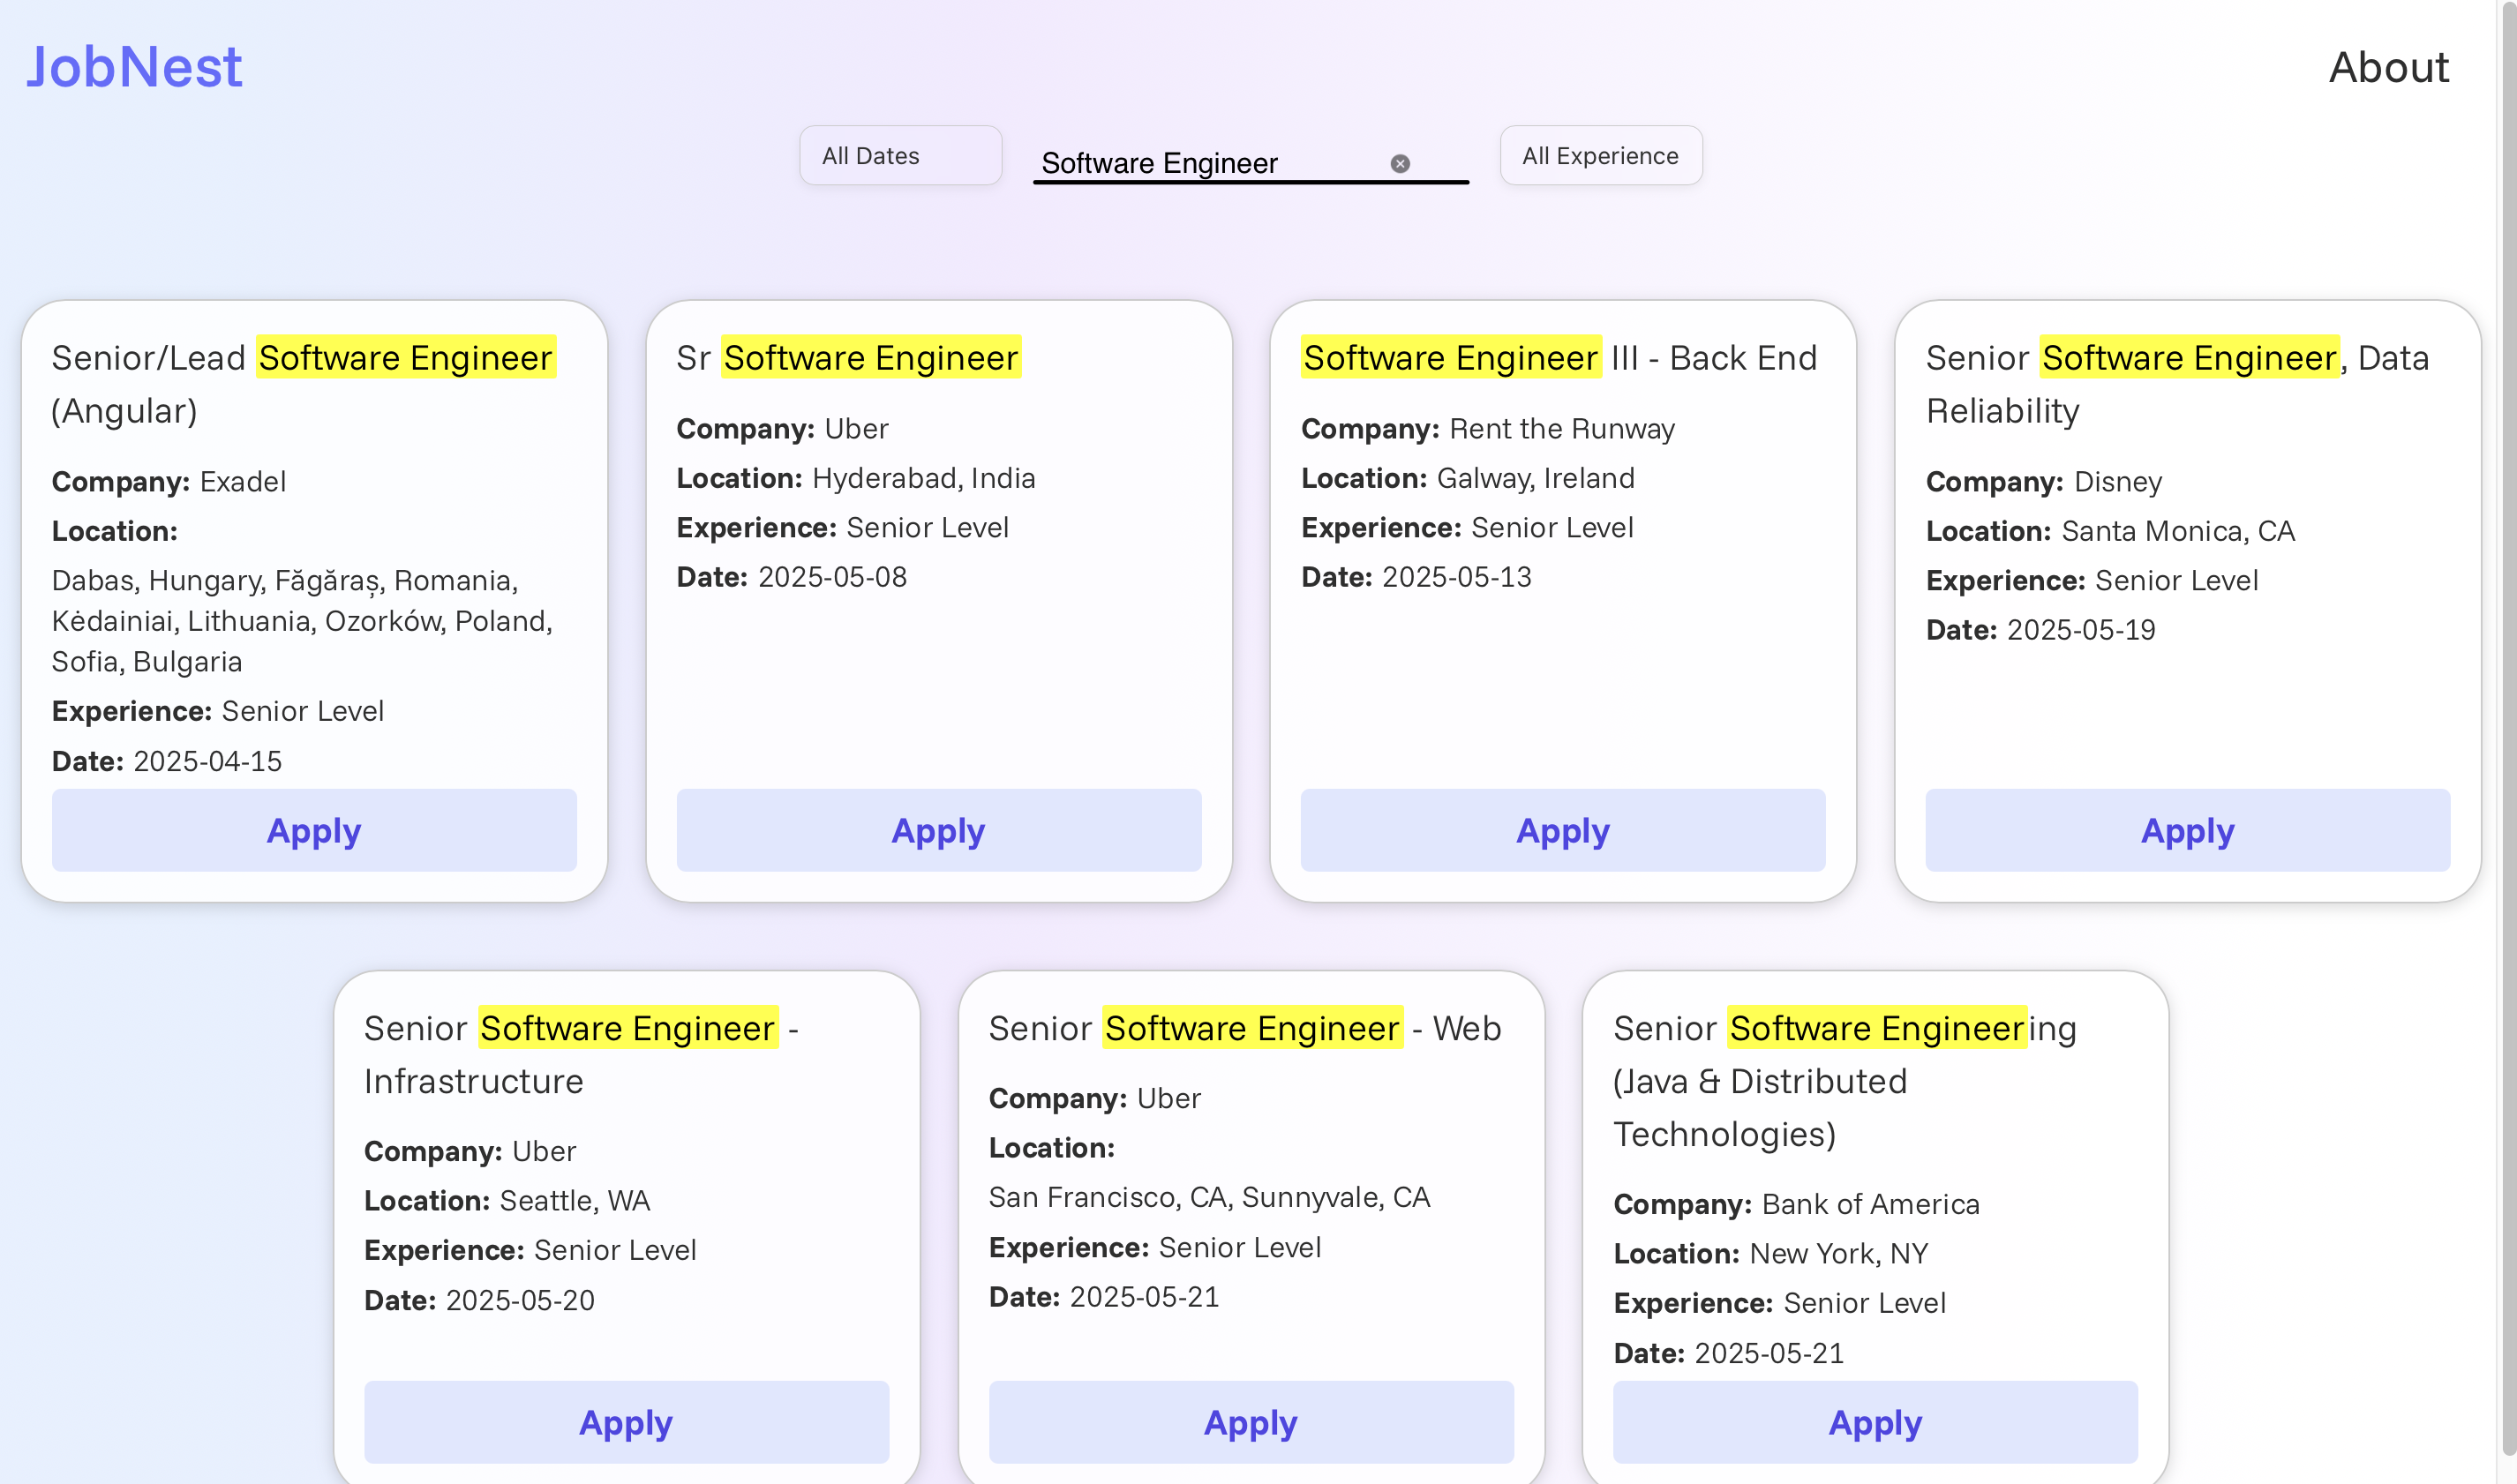 JobNest
About
All Dates
Software Engineer
All Experience
Senior/Lead Software Engineer
(Angular)
Company: Exadel
Location:
Dabas, Hungary, Făgăraș, Romania,
Kėdainiai, Lithuania, Ozorków, Poland,
Sofia, Bulgaria
Experience: Senior Level
Date: 2025-04-15
Apply
Sr Software Engineer
Company: Uber
Location: Hyderabad, India
Experience: Senior Level
Date: 2025-05-08
Apply
Software Engineer III - Back End
Company: Rent the Runway
Location: Galway, Ireland
Experience: Senior Level
Date: 2025-05-13
Apply
Senior Software Engineer, Data
Reliability
Company: Disney
Location: Santa Monica, CA
Experience: Senior Level
Date: 2025-05-19
Apply
Senior Software Engineer -
Infrastructure
Company: Uber
Location: Seattle, WA
Experience: Senior Level
Date: 2025-05-20
Apply
Senior Software Engineer - Web
Company: Uber
Location:
San Francisco, CA, Sunnyvale, CA
Experience: Senior Level
Date: 2025-05-21
Apply
Senior Software Engineering
(Java & Distributed
Technologies)
Company: Bank of America
Location: New York, NY
Experience: Senior Level
Date: 2025-05-21
Apply